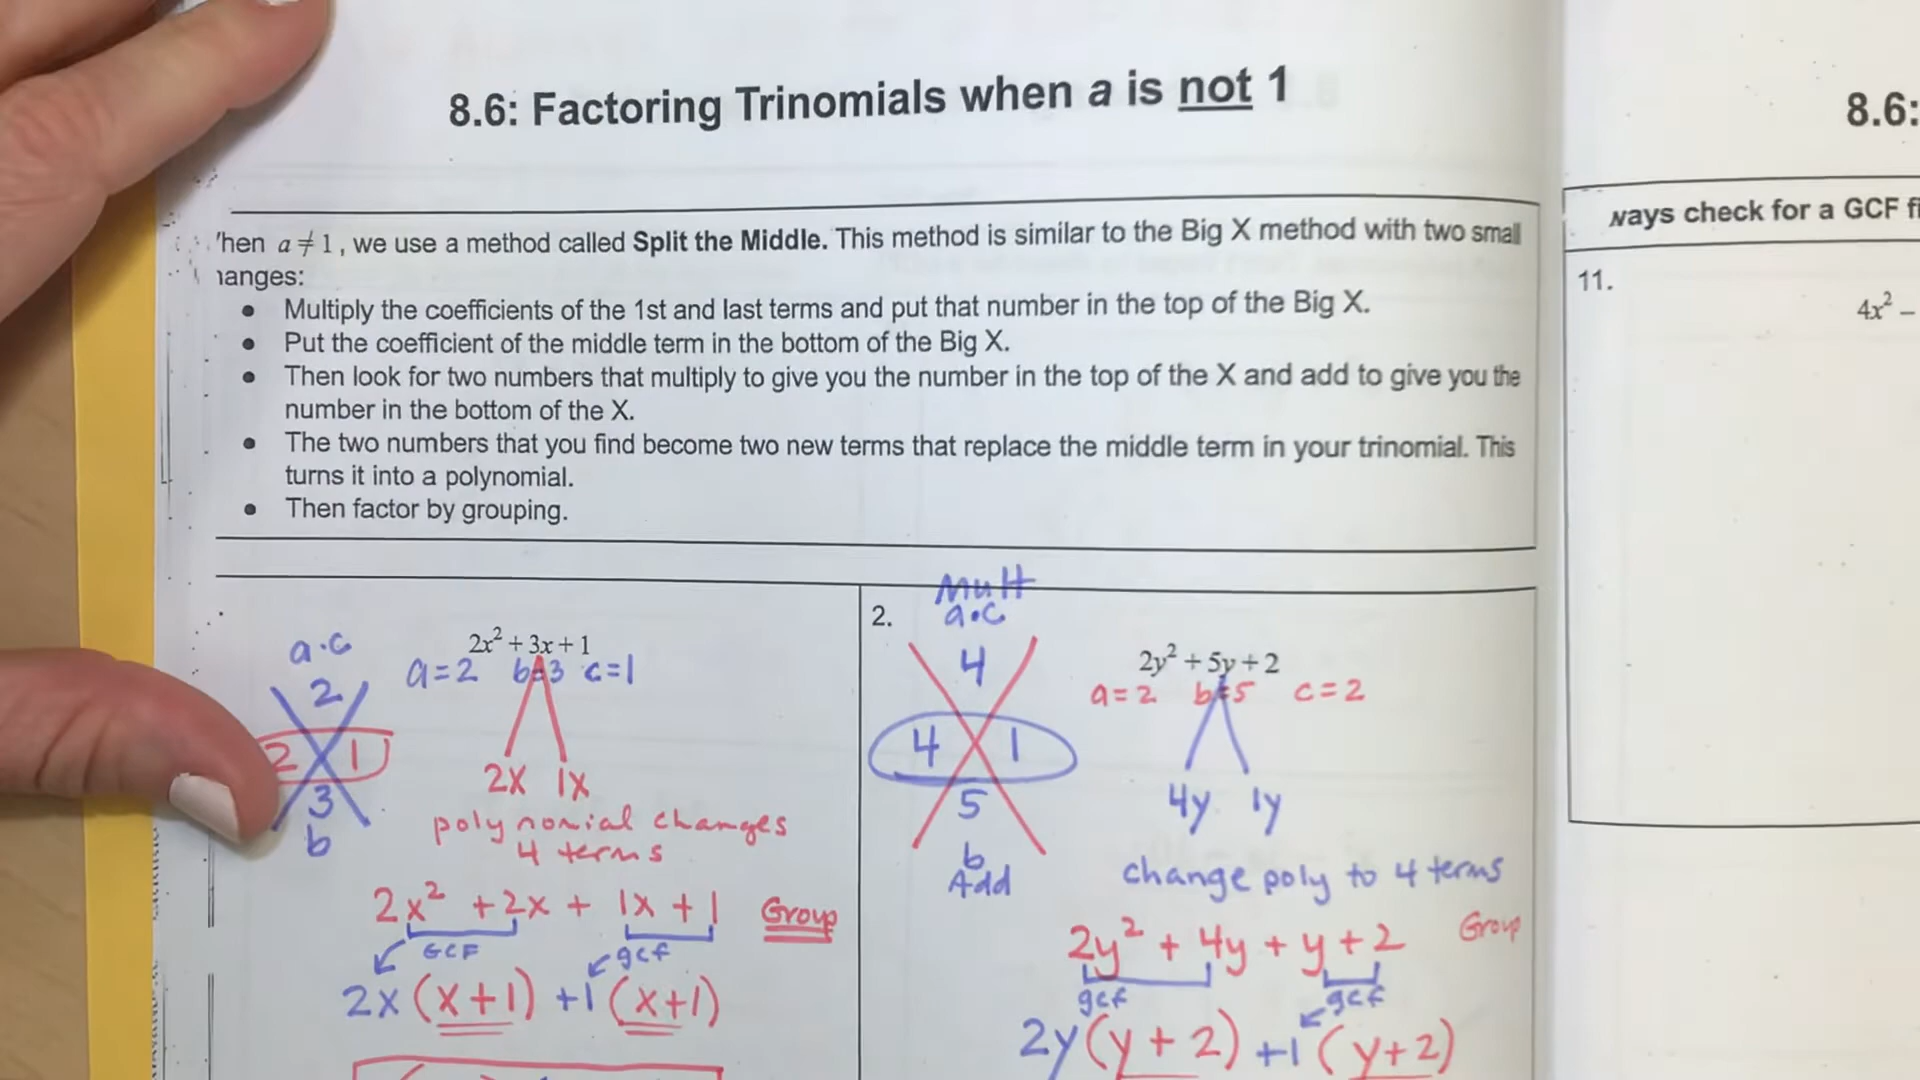 8.6: Factoring Trinomials when a is not 1
8.6:
'hen a ≠ 1, we use a method called Split the Middle. This method is similar to the Big X method with two small
anges:
• Multiply the coefficients of the 1st and last terms and put that number in the top of the Big X.
• Put the coefficient of the middle term in the bottom of the Big X.
• Then look for two numbers that multiply to give you the number in the top of the X and add to give you the
number in the bottom of the X.
• The two numbers that you find become two new terms that replace the middle term in your trinomial. This
turns it into a polynomial.
• Then factor by grouping.
a·c
2x² + 3x + 1
a=2 b=3 c=1
2
2 1
3
b
2x 1x
polynomial changes
4 terms
2x² + 2x + 1x + 1 Group
GCF gcf
2x (x+1) +1 (x+1)
2.
Mult
a·c
4
4 1
5
b
Add
2y² + 5y + 2
a=2 b=5 c=2
4y 1y
change poly to 4 terms
2y² + 4y + y + 2 Group
gcf gcf
2y (y + 2) +1 (y+2)
ways check for a GCF fi
11.
4x² –